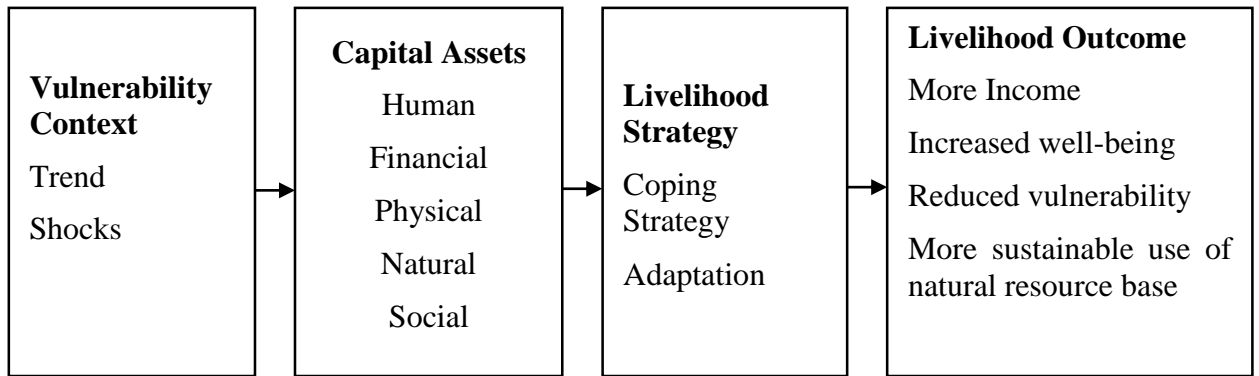 Vulnerability
Context
Trend
Shocks
Capital Assets
Human
Financial
Physical
Natural
Social
Livelihood
Strategy
Coping
Strategy
Adaptation
Livelihood Outcome
More Income
Increased well-being
Reduced vulnerability
More sustainable use of
natural resource base